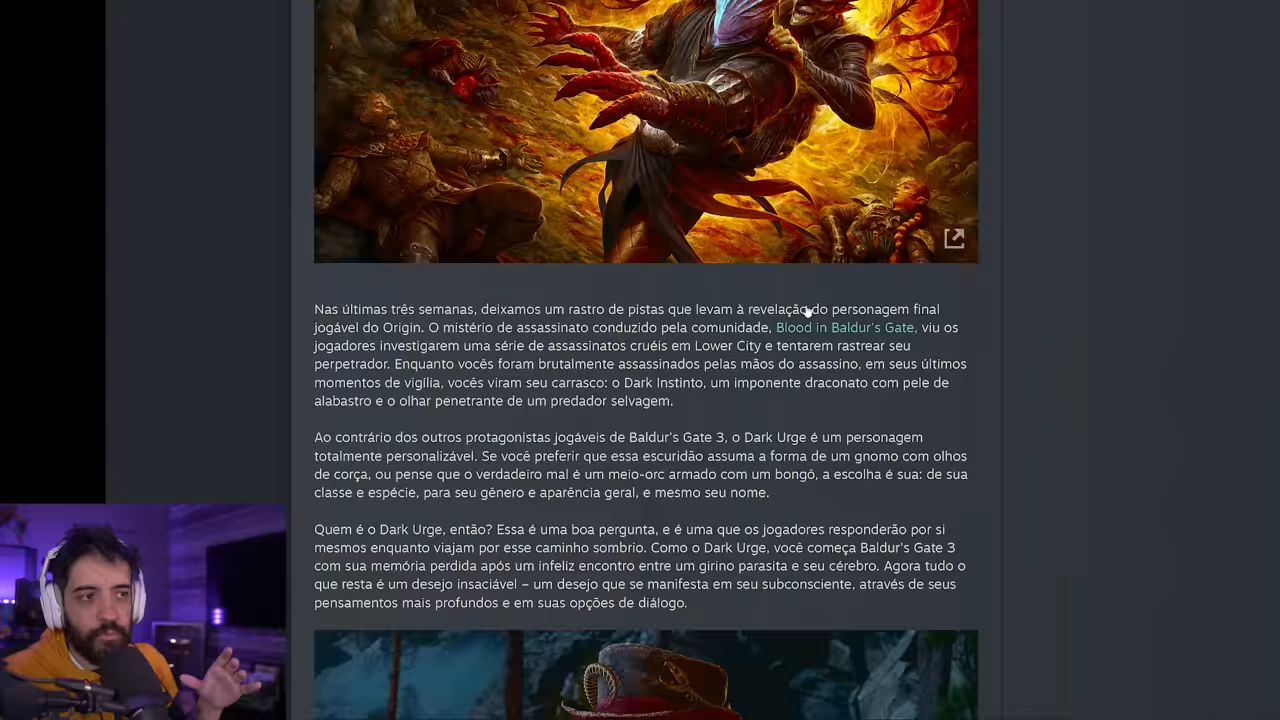 Nas últimas três semanas, deixamos um rastro de pistas que levam à revelação do personagem final
jogável do Origin. O mistério de assassinato conduzido pela comunidade, Blood in Baldur's Gate, viu os
jogadores investigarem uma série de assassinatos cruéis em Lower City e tentarem rastrear seu
perpetrador. Enquanto vocês foram brutalmente assassinados pelas mãos do assassino, em seus últimos
momentos de vigília, vocês viram seu carrasco: o Dark Instinto, um imponente draconato com pele de
alabastro e o olhar penetrante de um predador selvagem.
Ao contrário dos outros protagonistas jogáveis de Baldur's Gate 3, o Dark Urge é um personagem
totalmente personalizável. Se você preferir que essa escuridão assuma a forma de um gnomo com olhos
de corça, ou pense que o verdadeiro mal é um meio-orc armado com um bongô, a escolha é sua: de sua
classe e espécie, para seu gênero e aparência geral, e mesmo seu nome.
Quem é o Dark Urge, então? Essa é uma boa pergunta, e é uma que os jogadores responderão por si
mesmos enquanto viajam por esse caminho sombrio. Como o Dark Urge, você começa Baldur's Gate 3
com sua memória perdida após um infeliz encontro entre um girino parasita e seu cérebro. Agora tudo o
que resta é um desejo insaciável – um desejo que se manifesta em seu subconsciente, através de seus
pensamentos mais profundos e em suas opções de diálogo.